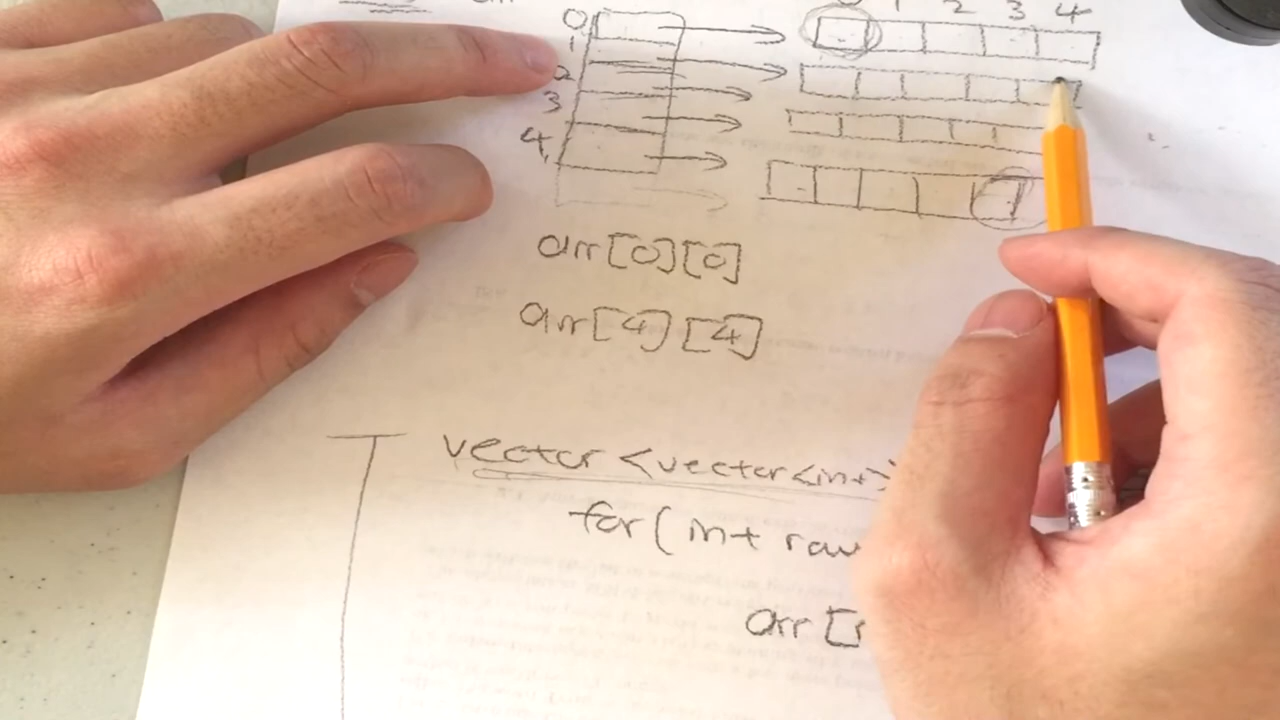 0 1 2 3 4
0
1
2
3
4
arr[0][0]
arr[4][4]
vector <vector<int>
for( int row
arr[